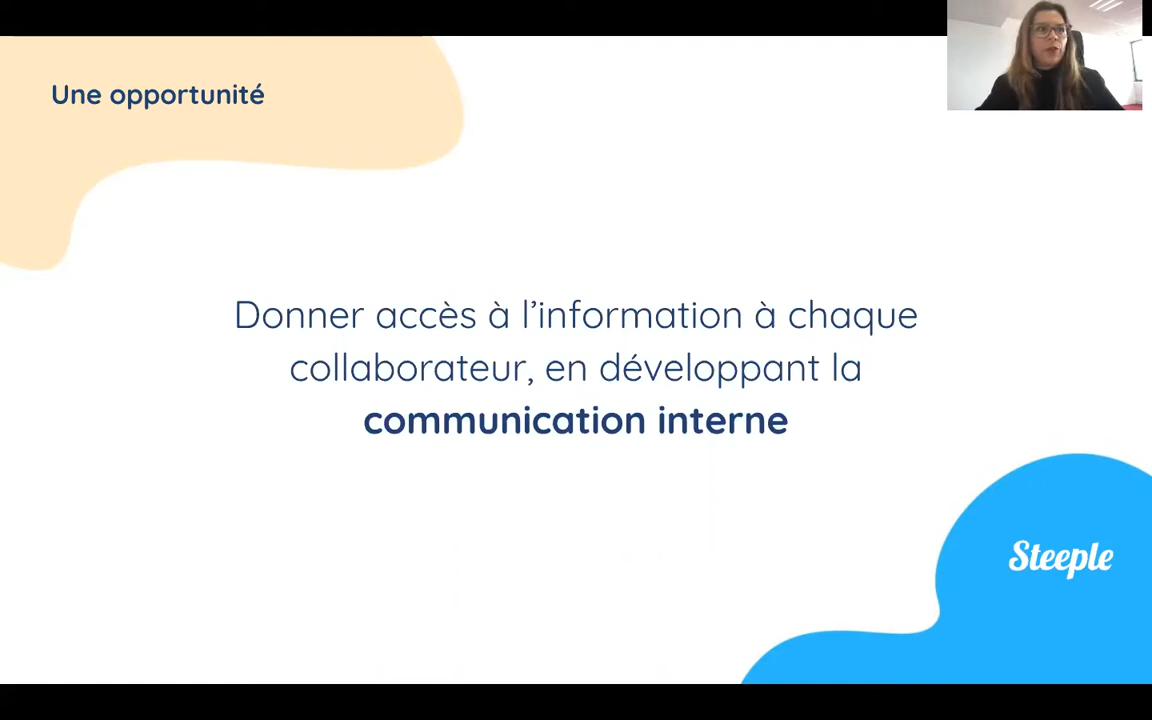 Une opportunité
Donner accès à l’information à chaque
collaborateur, en développant la
communication interne
Steeple